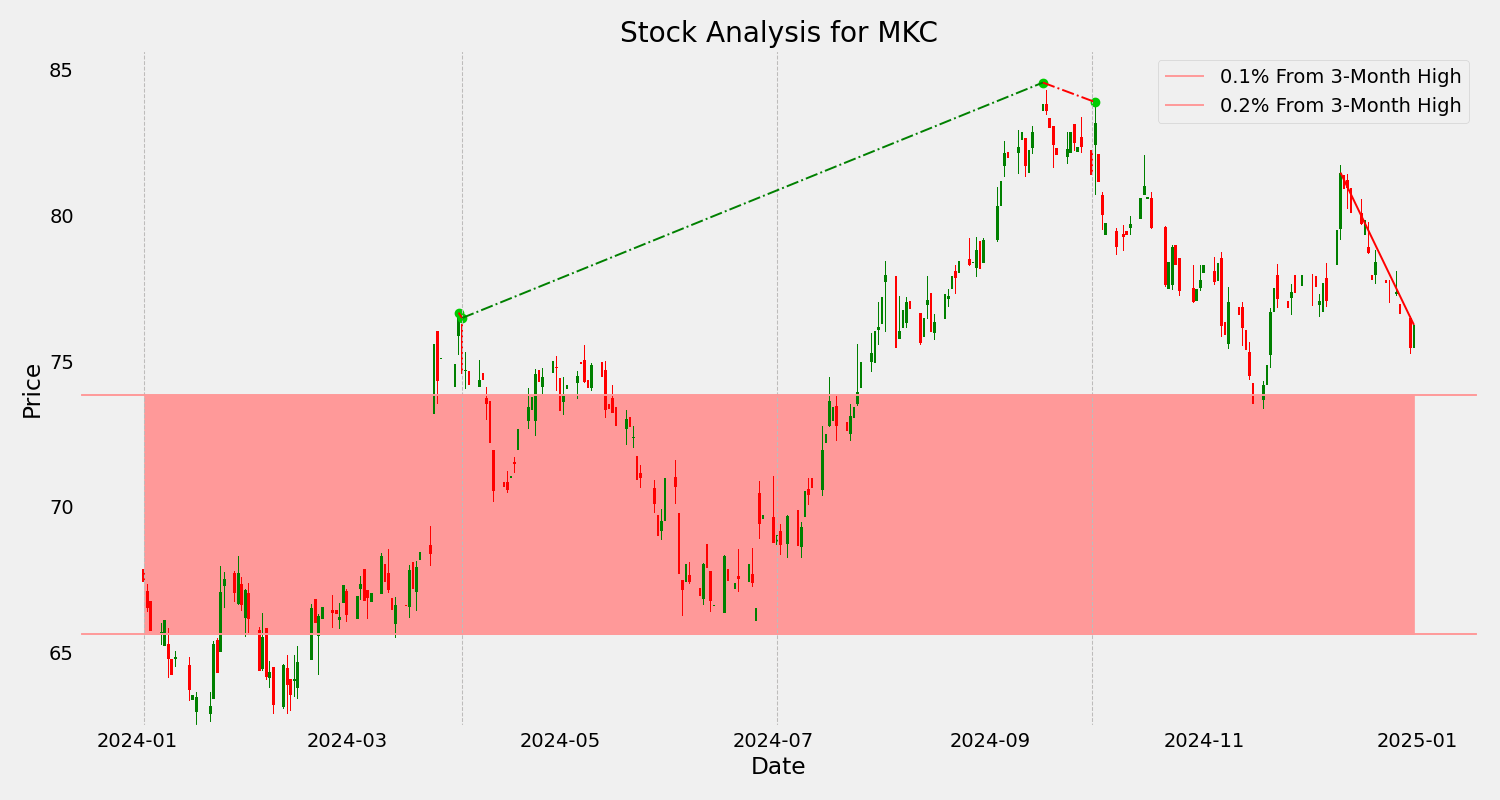 Stock Analysis for MKC
0.1% From 3-Month High
0.2% From 3-Month High
85
80
75
70
65
Price
2024-01
2024-03
2024-05
2024-07
2024-09
2024-11
2025-01
Date